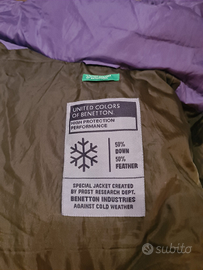 UNITED COLORS
OF BENETTON
HIGH PROTECTION
PERFORMANCE
50%
DOWN
50%
FEATHER
SPECIAL JACKET CREATED
BY FROST RESEARCH DEPT.
BENETTON INDUSTRIES
AGAINST COLD WEATHER
subito